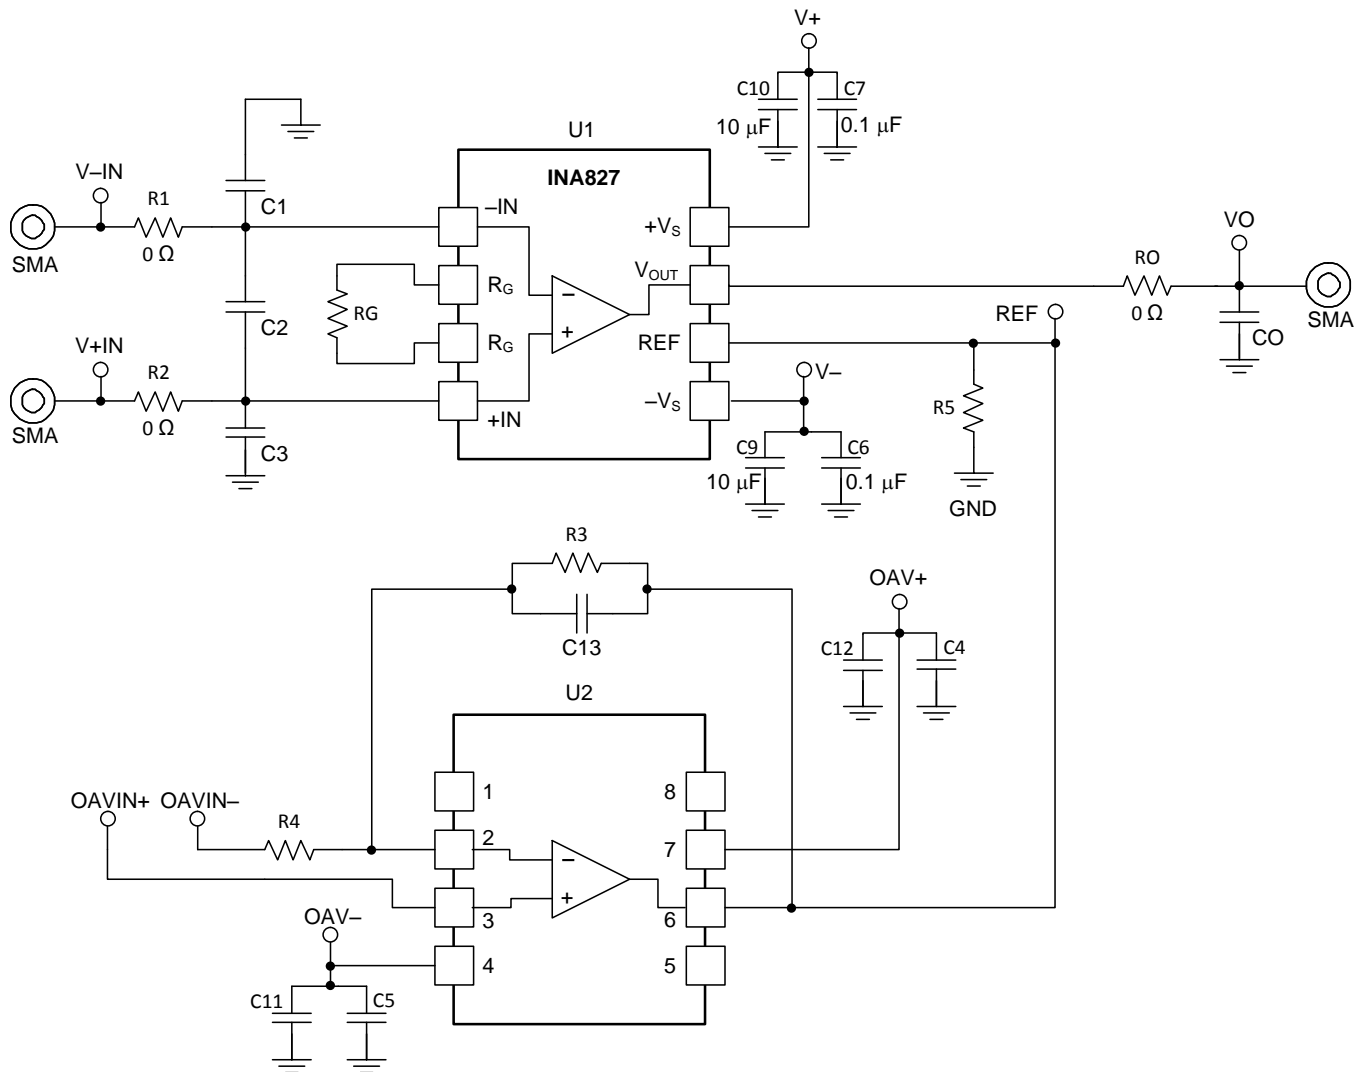 V+
C10
C7
10 µF
0.1 µF
U1
INA827
V–IN
R1
C1
–IN
+VS
SMA
0 Ω
VO
VOUT
RO
RG
RG
C2
REF
0 Ω
SMA
V+IN
RG
REF
CO
R2
V–
SMA
0 Ω
+IN
–VS
R5
C3
C9
C6
10 µF
0.1 µF
GND
R3
OAV+
C13
C12
C4
U2
1
8
OAVIN+
OAVIN–
R4
2
7
3
6
OAV–
4
5
C11
C5